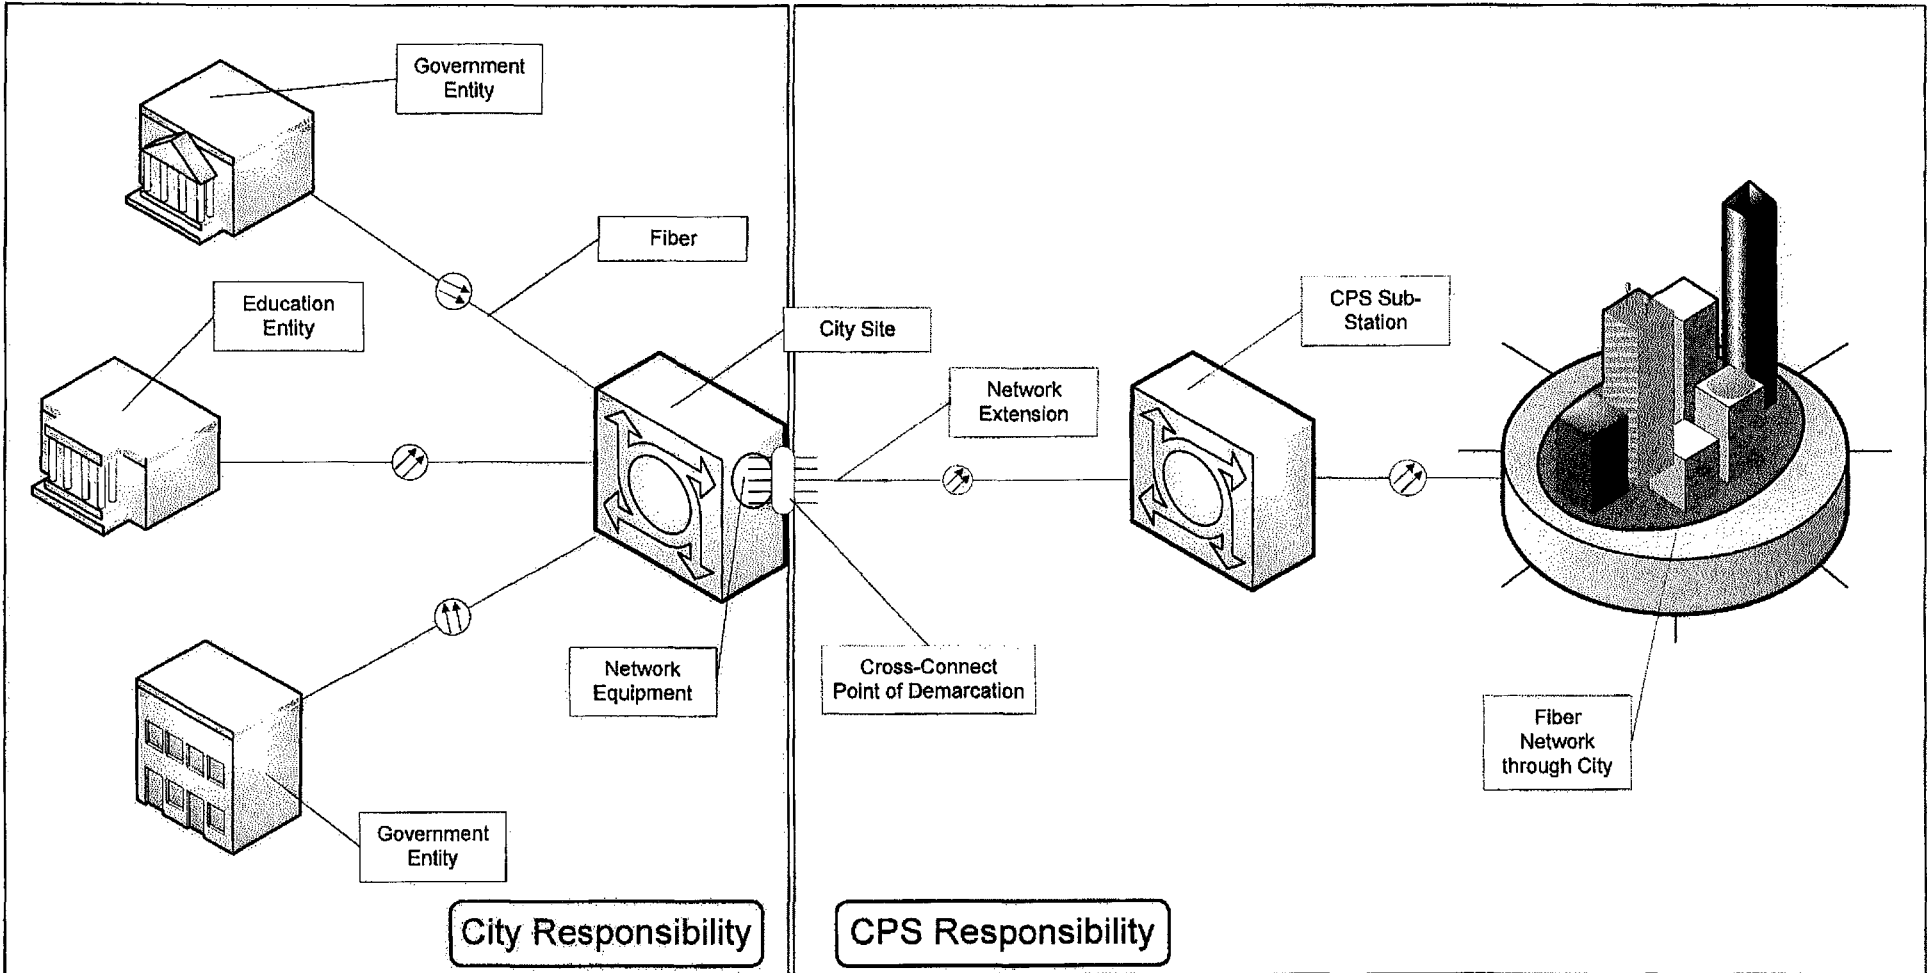 Government
Entity
Fiber
Education
Entity
City Site
CPS Sub-
Station
Network
Extension
Network
Equipment
Cross-Connect
Point of Demarcation
Fiber
Network
through City
Government
Entity
City Responsibility
CPS Responsibility